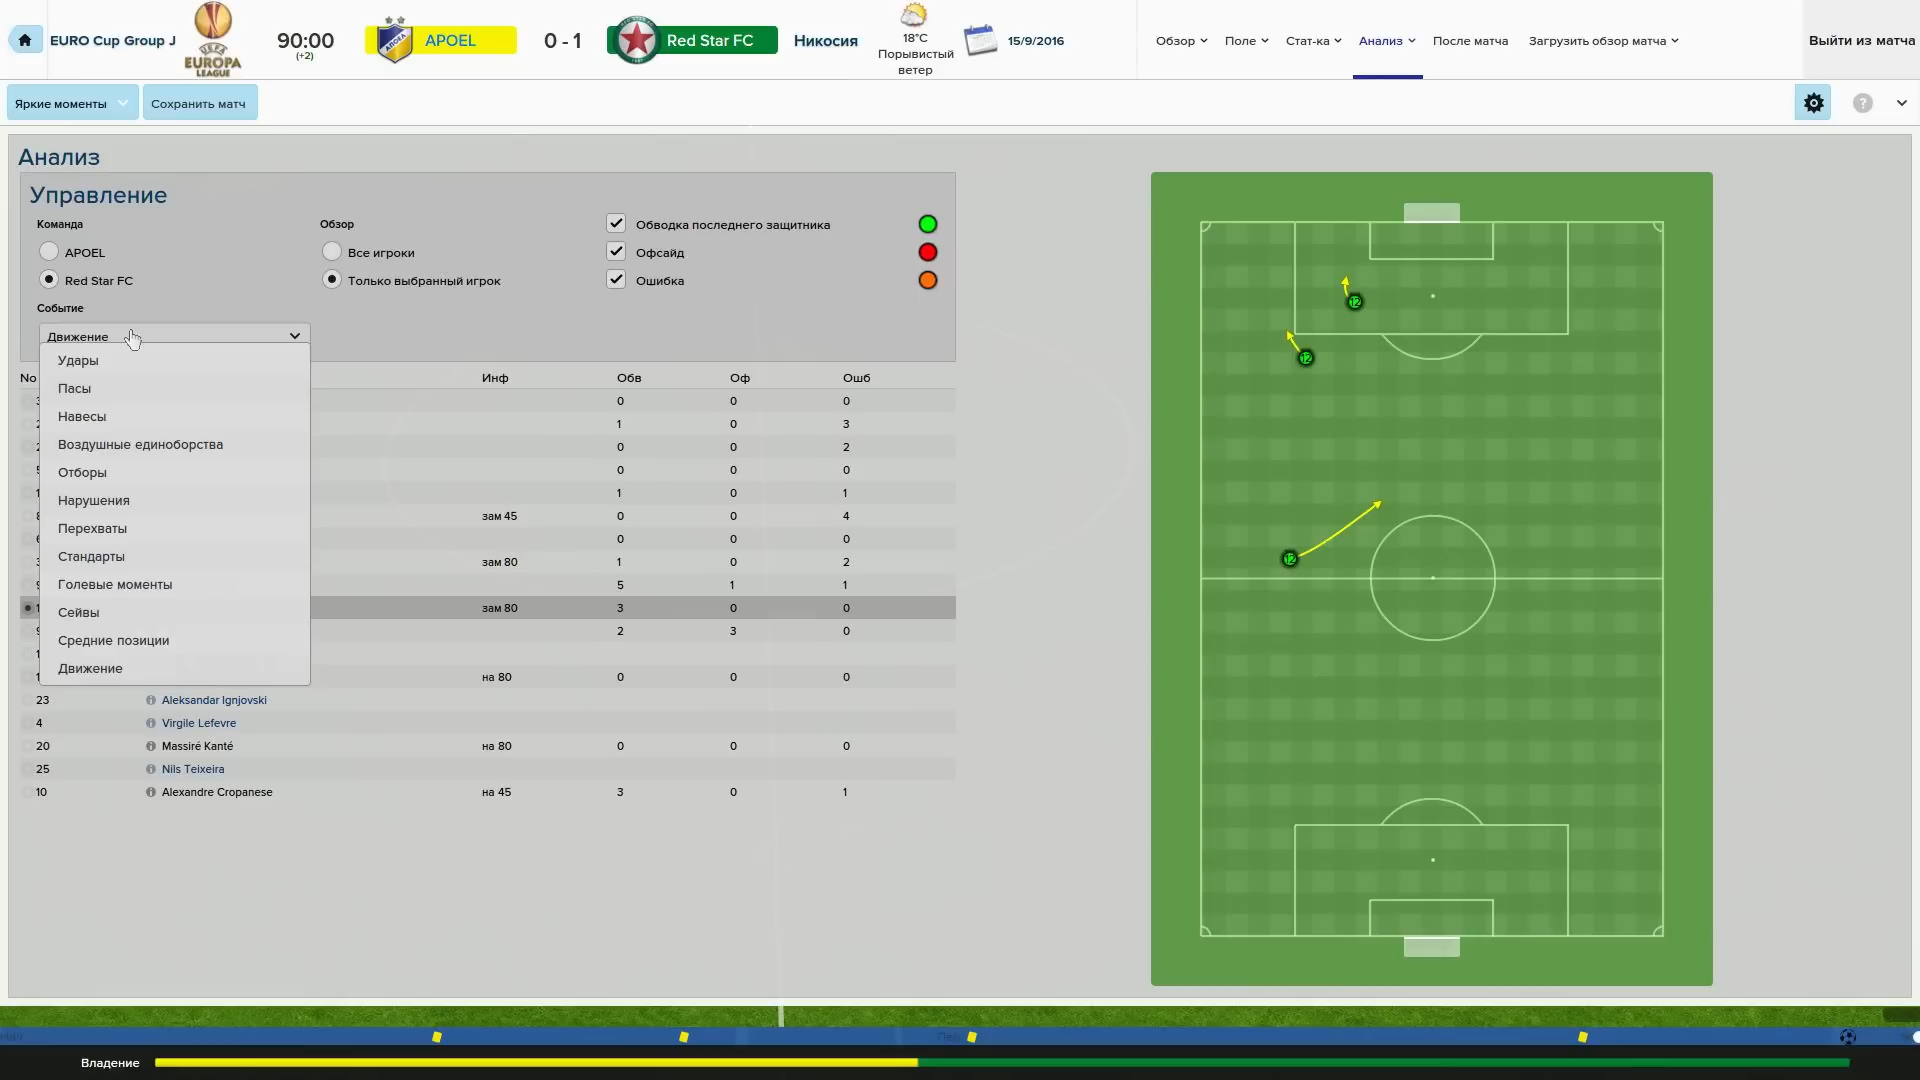 EURO Cup Group J
UEFA
EUROPA
LEAGUE
90:00
(+2)
APOEL
0 - 1
Red Star FC
Никосия
18°C
Порывистый
ветер
15/9/2016
Обзор
Поле
Стат-ка
Анализ
После матча
Загрузить обзор матча
Выйти из матча
Яркие моменты
Сохранить матч
?
Анализ
Управление
Команда
Обзор
Обводка последнего защитника
APOEL
Все игроки
Офсайд
Red Star FC
Только выбранный игрок
Ошибка
Событие
Движение
Удары
Пасы
Навесы
Воздушные единоборства
Отборы
Нарушения
Перехваты
Стандарты
Голевые моменты
Сейвы
Средние позиции
Движение
No Инф Обв Оф Ошб
0 0 0
1 0 3
0 0 2
0 0 0
1 0 1
зам 45 0 0 4
0 0 0
зам 80 1 0 2
5 1 1
зам 80 3 0 0
2 3 0
на 80 0 0 0
23 Aleksandar Ignjovski
4 Virgile Lefevre
20 Massiré Kanté на 80 0 0 0
25 Nils Teixeira
10 Alexandre Cropanese на 45 3 0 1
12
12
12
Владение